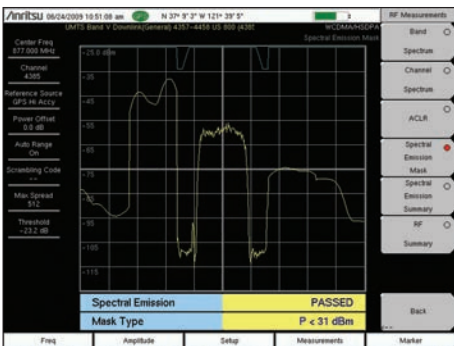 Anritsu 06/24/2009 10:51:08 am N 37° 9' 3" W 121° 39' 5"
UMTS Band V Downlink(General) 4357-4458 US 800 (4385
WCDMA/HSDPA
Spectral Emission Mask
Center Freq
877.000 MHz
Channel
4385
Reference Source
GPS Hi Accy
Power Offset
0.0 dB
Auto Range
On
Scrambling Code
--
Max Spread
512
Threshold
-23.2 dB
-25.0 dBm
-35
-45
-55
-65
-75
-85
-95
-105
-115
Spectral Emission PASSED
Mask Type P < 31 dBm
RF Measurements
Band
Spectrum
Channel
Spectrum
ACLR
Spectral
Emission
Mask
Spectral
Emission
Summary
RF
Summary
Back
Freq Amplitude Setup Measurements Marker